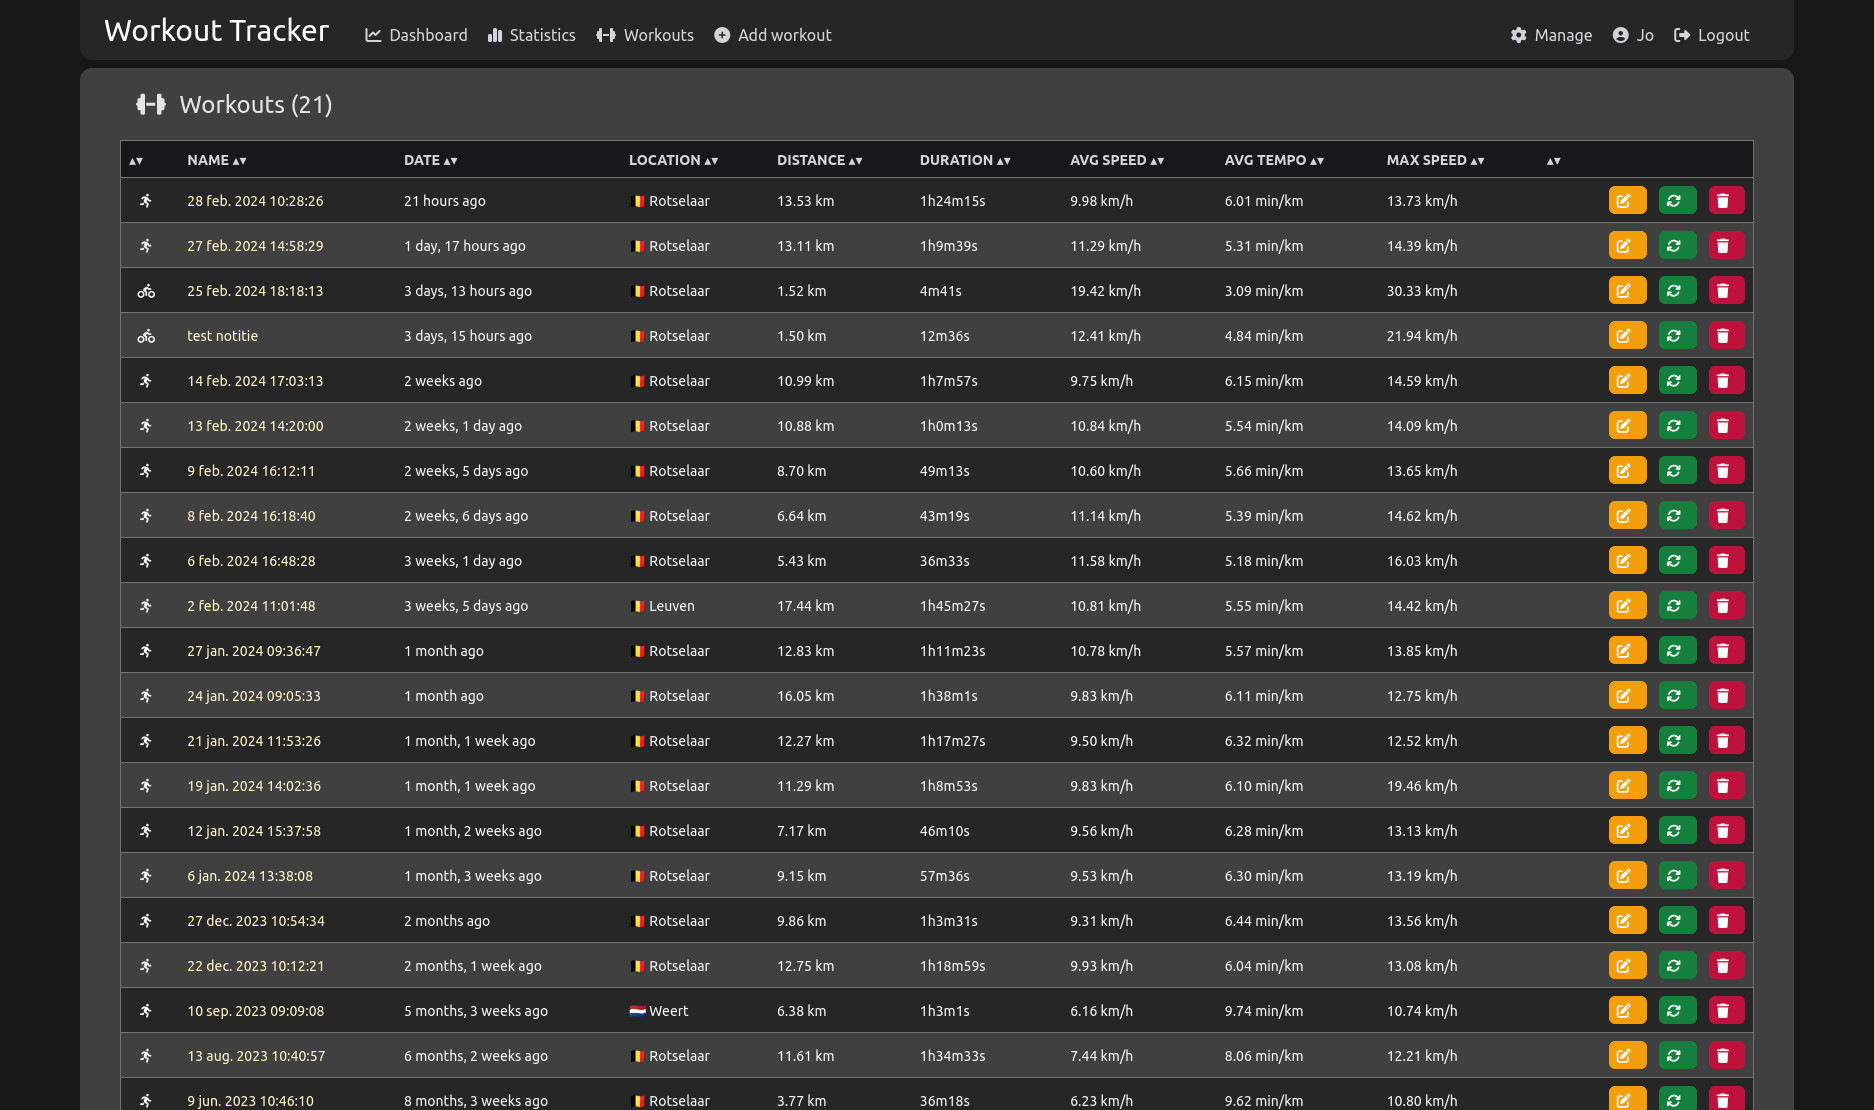 Workout Tracker Dashboard Statistics Workouts Add workout Manage Jo Logout
Workouts (21)
▲▼ NAME ▲▼ DATE ▲▼ LOCATION ▲▼ DISTANCE ▲▼ DURATION ▲▼ AVG SPEED ▲▼ AVG TEMPO ▲▼ MAX SPEED ▲▼ ▲▼
28 feb. 2024 10:28:26 21 hours ago Rotselaar 13.53 km 1h24m15s 9.98 km/h 6.01 min/km 13.73 km/h
27 feb. 2024 14:58:29 1 day, 17 hours ago Rotselaar 13.11 km 1h9m39s 11.29 km/h 5.31 min/km 14.39 km/h
25 feb. 2024 18:18:13 3 days, 13 hours ago Rotselaar 1.52 km 4m41s 19.42 km/h 3.09 min/km 30.33 km/h
test notitie 3 days, 15 hours ago Rotselaar 1.50 km 12m36s 12.41 km/h 4.84 min/km 21.94 km/h
14 feb. 2024 17:03:13 2 weeks ago Rotselaar 10.99 km 1h7m57s 9.75 km/h 6.15 min/km 14.59 km/h
13 feb. 2024 14:20:00 2 weeks, 1 day ago Rotselaar 10.88 km 1h0m13s 10.84 km/h 5.54 min/km 14.09 km/h
9 feb. 2024 16:12:11 2 weeks, 5 days ago Rotselaar 8.70 km 49m13s 10.60 km/h 5.66 min/km 13.65 km/h
8 feb. 2024 16:18:40 2 weeks, 6 days ago Rotselaar 6.64 km 43m19s 11.14 km/h 5.39 min/km 14.62 km/h
6 feb. 2024 16:48:28 3 weeks, 1 day ago Rotselaar 5.43 km 36m33s 11.58 km/h 5.18 min/km 16.03 km/h
2 feb. 2024 11:01:48 3 weeks, 5 days ago Leuven 17.44 km 1h45m27s 10.81 km/h 5.55 min/km 14.42 km/h
27 jan. 2024 09:36:47 1 month ago Rotselaar 12.83 km 1h11m23s 10.78 km/h 5.57 min/km 13.85 km/h
24 jan. 2024 09:05:33 1 month ago Rotselaar 16.05 km 1h38m1s 9.83 km/h 6.11 min/km 12.75 km/h
21 jan. 2024 11:53:26 1 month, 1 week ago Rotselaar 12.27 km 1h17m27s 9.50 km/h 6.32 min/km 12.52 km/h
19 jan. 2024 14:02:36 1 month, 1 week ago Rotselaar 11.29 km 1h8m53s 9.83 km/h 6.10 min/km 19.46 km/h
12 jan. 2024 15:37:58 1 month, 2 weeks ago Rotselaar 7.17 km 46m10s 9.56 km/h 6.28 min/km 13.13 km/h
6 jan. 2024 13:38:08 1 month, 3 weeks ago Rotselaar 9.15 km 57m36s 9.53 km/h 6.30 min/km 13.19 km/h
27 dec. 2023 10:54:34 2 months ago Rotselaar 9.86 km 1h3m31s 9.31 km/h 6.44 min/km 13.56 km/h
22 dec. 2023 10:12:21 2 months, 1 week ago Rotselaar 12.75 km 1h18m59s 9.93 km/h 6.04 min/km 13.08 km/h
10 sep. 2023 09:09:08 5 months, 3 weeks ago Weert 6.38 km 1h3m1s 6.16 km/h 9.74 min/km 10.74 km/h
13 aug. 2023 10:40:57 6 months, 2 weeks ago Rotselaar 11.61 km 1h34m33s 7.44 km/h 8.06 min/km 12.21 km/h
9 jun. 2023 10:46:10 8 months, 3 weeks ago Rotselaar 3.77 km 36m18s 6.23 km/h 9.62 min/km 10.80 km/h